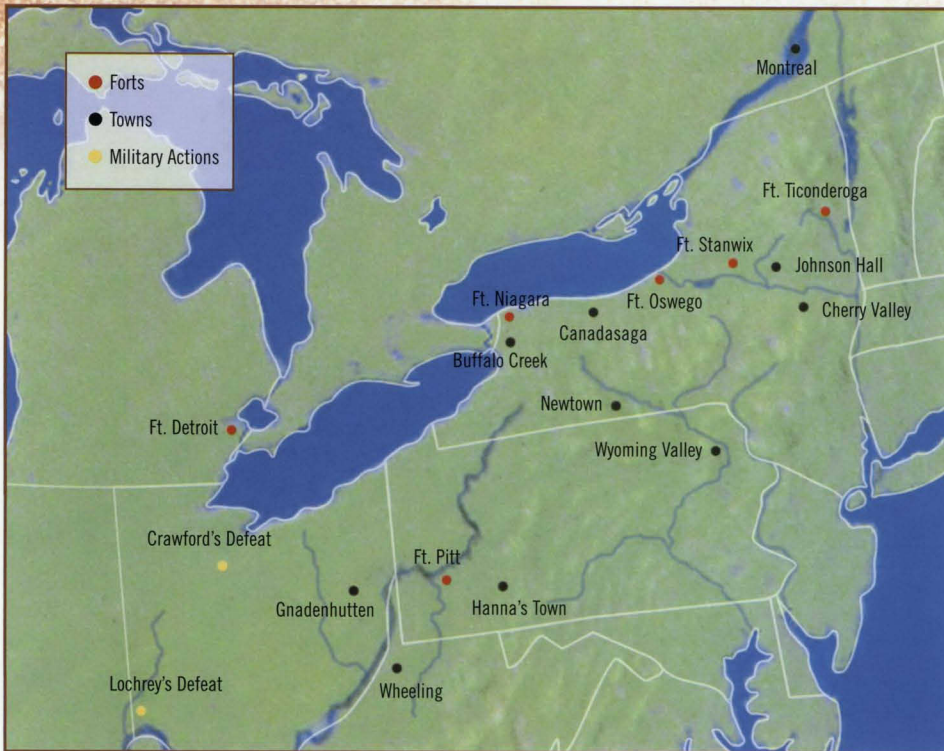 Forts
Towns
Military Actions
Montreal
Ft. Ticonderoga
Ft. Stanwix
Johnson Hall
Ft. Niagara
Ft. Oswego
Cherry Valley
Canadasaga
Buffalo Creek
Newtown
Ft. Detroit
Wyoming Valley
Crawford's Defeat
Ft. Pitt
Gnadenhutten
Hanna's Town
Lochrey's Defeat
Wheeling